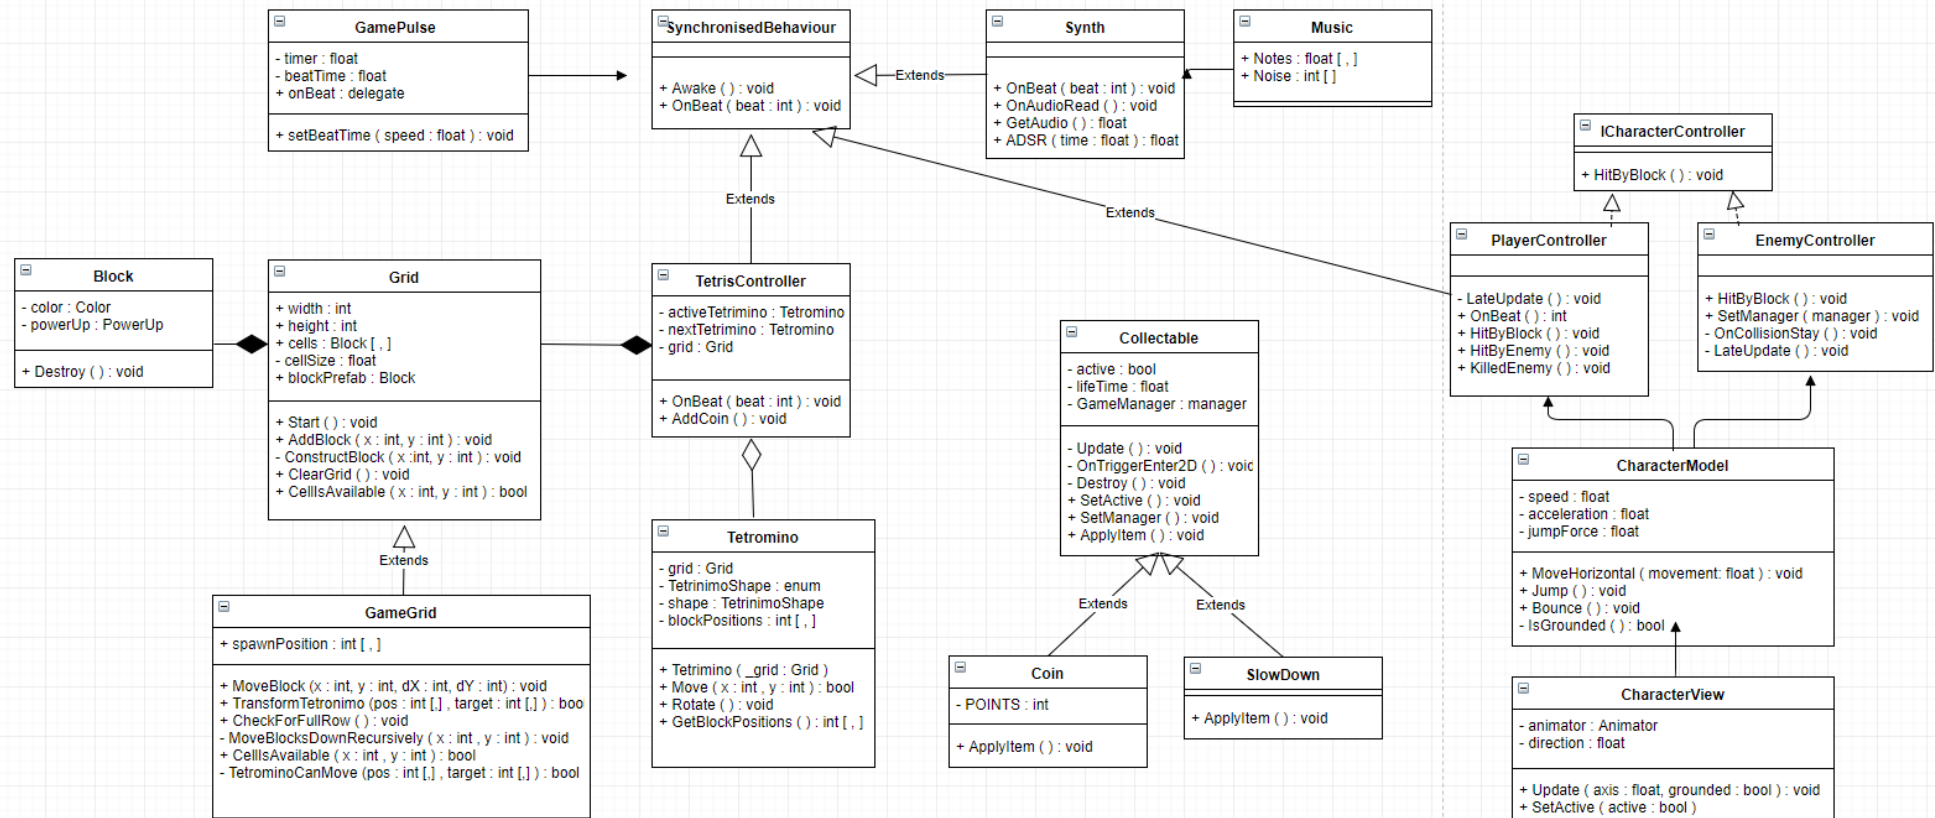 GamePulse
- timer : float
- beatTime : float
+ onBeat : delegate
+ setBeatTime ( speed : float ) : void
SynchronisedBehaviour
+ Awake ( ) : void
+ OnBeat ( beat : int ) : void
Extends
Synth
+ OnBeat ( beat : int ) : void
+ OnAudioRead ( ) : void
+ GetAudio ( ) : float
+ ADSR ( time : float ) : float
Music
+ Notes : float [ , ]
+ Noise : int [ ]
ICharacterController
+ HitByBlock ( ) : void
Extends
Extends
Block
- color : Color
- powerUp : PowerUp
+ Destroy ( ) : void
Grid
+ width : int
+ height : int
+ cells : Block [ , ]
- cellSize : float
+ blockPrefab : Block
+ Start ( ) : void
+ AddBlock ( x : int, y : int ) : void
- ConstructBlock ( x :int, y : int ) : void
+ ClearGrid ( ) : void
+ CellIsAvailable ( x : int, y : int ) : bool
TetrisController
- activeTetrimino : Tetromino
- nextTetrimino : Tetromino
- grid : Grid
+ OnBeat ( beat : int ) : void
+ AddCoin ( ) : void
Collectable
- active : bool
- lifeTime : float
- GameManager : manager
- Update ( ) : void
- OnTriggerEnter2D ( ) : void
- Destroy ( ) : void
+ SetActive ( ) : void
+ SetManager ( ) : void
+ ApplyItem ( ) : void
PlayerController
- LateUpdate ( ) : void
+ OnBeat ( ) : int
+ HitByBlock ( ) : void
+ HitByEnemy ( ) : void
+ KilledEnemy ( ) : void
EnemyController
+ HitByBlock ( ) : void
+ SetManager ( manager ) : void
- OnCollisionStay ( ) : void
- LateUpdate ( ) : void
CharacterModel
- speed : float
- acceleration : float
- jumpForce : float
+ MoveHorizontal ( movement: float ) : void
+ Jump ( ) : void
+ Bounce ( ) : void
- IsGrounded ( ) : bool
Extends
GameGrid
+ spawnPosition : int [ , ]
+ MoveBlock (x : int, y : int, dX : int, dY : int) : void
+ TransformTetronimo (pos : int [,] , target : int [,] ) : boo
+ CheckForFullRow ( ) : void
- MoveBlocksDownRecursively ( x : int , y : int ) : void
+ CellIsAvailable ( x : int , y : int ) : bool
- TetrominoCanMove (pos : int [,] , target : int [,] ) : bool
Tetromino
- grid : Grid
- TetrinimoShape : enum
- shape : TetrinimoShape
- blockPositions : int [ , ]
+ Tetrimino ( _grid : Grid )
+ Move ( x : int , y : int ) : bool
+ Rotate ( ) : void
+ GetBlockPositions ( ) : int [ , ]
Extends
Extends
Coin
- POINTS : int
+ ApplyItem ( ) : void
SlowDown
+ ApplyItem ( ) : void
CharacterView
- animator : Animator
- direction : float
+ Update ( axis : float, grounded : bool ) : void
+ SetActive ( active : bool )